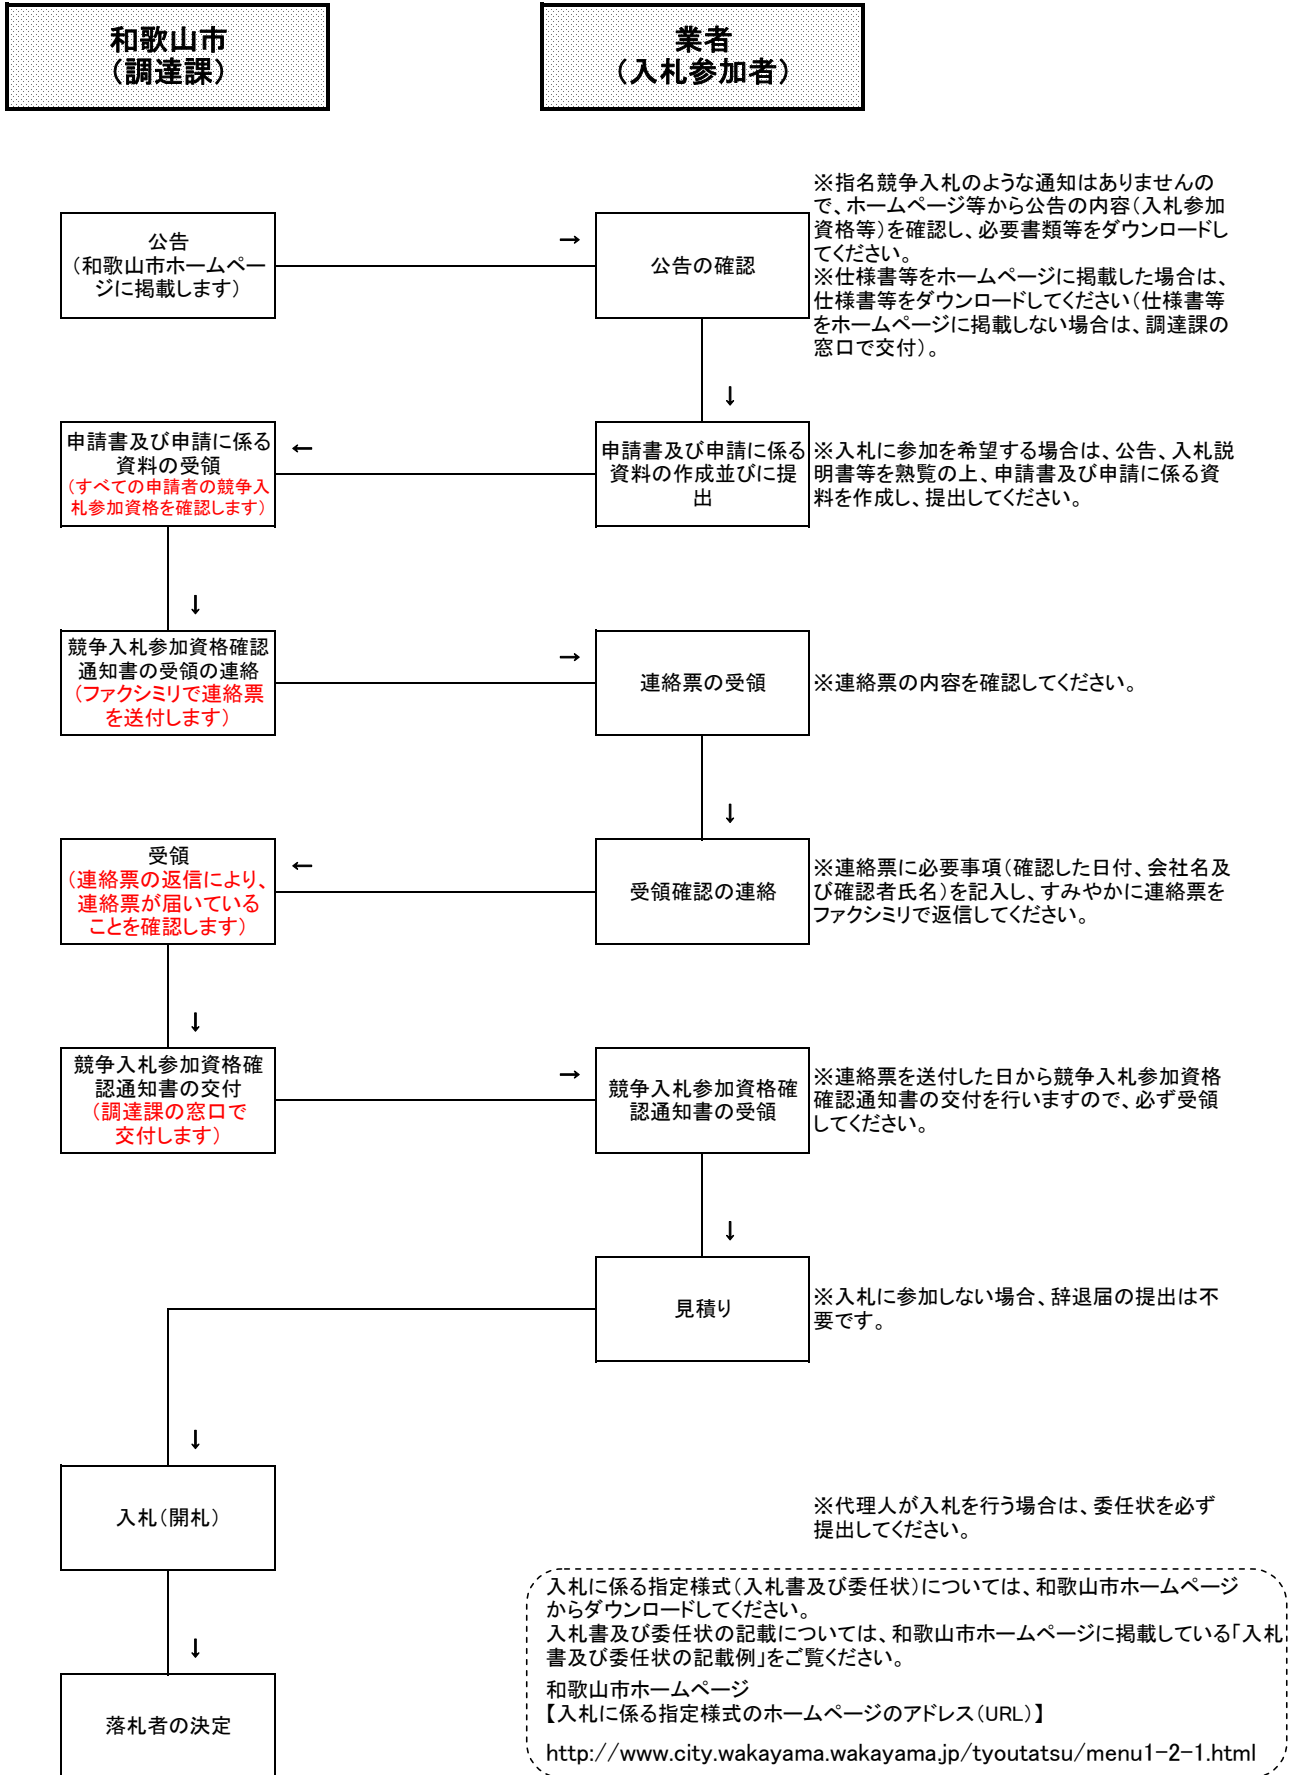 和歌山市
（調達課）
業者
（入札参加者）
公告
（和歌山市ホームペー
ジに掲載します）
→
公告の確認
※指名競争入札のような通知はありませんの
で、ホームページ等から公告の内容（入札参加
資格等）を確認し、必要書類等をダウンロードし
てください。
※仕様書等をホームページに掲載した場合は、
仕様書等をダウンロードしてください（仕様書等
をホームページに掲載しない場合は、調達課の
窓口で交付）。
↓
申請書及び申請に係る
資料の受領
（すべての申請者の競争入
札参加資格を確認します）
←
申請書及び申請に係る
資料の作成並びに提
出
※入札に参加を希望する場合は、公告、入札説
明書等を熟覧の上、申請書及び申請に係る資
料を作成し、提出してください。
↓
競争入札参加資格確認
通知書の受領の連絡
（ファクシミリで連絡票
を送付します）
→
連絡票の受領
※連絡票の内容を確認してください。
↓
受領
（連絡票の返信により、
連絡票が届いている
ことを確認します）
←
受領確認の連絡
※連絡票に必要事項（確認した日付、会社名及
び確認者氏名）を記入し、すみやかに連絡票を
ファクシミリで返信してください。
↓
競争入札参加資格確
認通知書の交付
（調達課の窓口で
交付します）
→
競争入札参加資格確
認通知書の受領
※連絡票を送付した日から競争入札参加資格
確認通知書の交付を行いますので、必ず受領
してください。
↓
見積り
※入札に参加しない場合、辞退届の提出は不
要です。
↓
入札（開札）
※代理人が入札を行う場合は、委任状を必ず
提出してください。
↓
落札者の決定
入札に係る指定様式（入札書及び委任状）については、和歌山市ホームページ
からダウンロードしてください。
入札書及び委任状の記載については、和歌山市ホームページに掲載している「入札
書及び委任状の記載例」をご覧ください。
和歌山市ホームページ
【入札に係る指定様式のホームページのアドレス（URL）】
http://www.city.wakayama.wakayama.jp/tyoutatsu/menu1-2-1.html